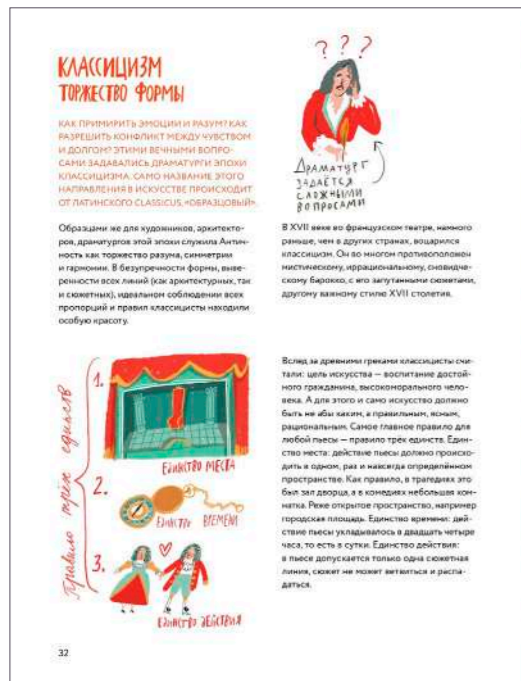 КЛАССИЦИЗМ
ТОРЖЕСТВО ФОРМЫ
КАК ПРИМИРИТЬ ЭМОЦИИ И РАЗУМ? КАК
РАЗРЕШИТЬ КОНФЛИКТ МЕЖДУ ЧУВСТВОМ
И ДОЛГОМ? ЭТИМИ ВЕЧНЫМИ ВОПРО-
САМИ ЗАДАВАЛИСЬ ДРАМАТУРГИ ЭПОХИ
КЛАССИЦИЗМА. САМО НАЗВАНИЕ ЭТОГО
НАПРАВЛЕНИЯ В ИСКУССТВЕ ПРОИСХОДИТ
ОТ ЛАТИНСКОГО CLASSICUS, «ОБРАЗЦОВЫЙ».
Образцами же для художников, архитекто-
ров, драматургов этой эпохи служила Антич-
ность как торжество разума, симметрии
и гармонии. В безупречности формы, выве-
ренности всех линий (как архитектурных, так
и сюжетных), идеальном соблюдении всех
пропорций и правил классицисты находили
особую красоту.
? ? ?
ДРАМАТУРГ
ЗАДАЁТСЯ
СЛОЖНЫМИ
ВОПРОСАМИ
В XVII веке во французском театре, намного
раньше, чем в других странах, воцарился
классицизм. Он во многом противоположен
мистическому, иррациональному, сновидче-
скому барокко, с его запутанными сюжетами,
другому важному стилю XVII столетия.
Правило трёх единств
1.
ЕДИНСТВО МЕСТА
2.
ЕДИНСТВО ВРЕМЕНИ
3.
ЕДИНСТВО ДЕЙСТВИЯ
Вслед за древними греками классицисты счи-
тали: цель искусства — воспитание достой-
ного гражданина, высокоморального чело-
века. А для этого и само искусство должно
быть не абы каким, а правильным, ясным,
рациональным. Самое главное правило для
любой пьесы — правило трёх единств. Един-
ство места: действие пьесы должно происхо-
дить в одном, раз и навсегда определённом
пространстве. Как правило, в трагедиях это
был зал дворца, а в комедиях небольшая ком-
натка. Реже открытое пространство, например
городская площадь. Единство времени: дей-
ствие пьесы укладывалось в двадцать четыре
часа, то есть в сутки. Единство действия:
в пьесе допускается только одна сюжетная
линия, сюжет не может ветвиться и распа-
даться.
32